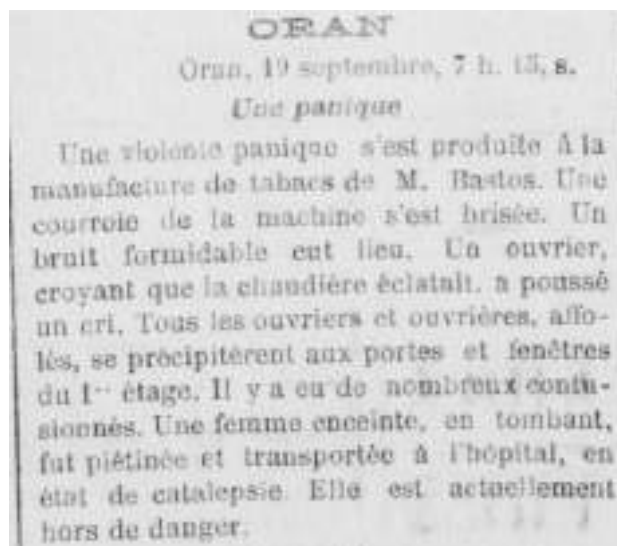 ORAN
Oran, 19 septembre, 7 h. 15, s.
Une panique
Une violente panique s'est produite à la
manufacture de tabacs de M. Bastos. Une
courroie de la machine s'est brisée. Un
bruit formidable eut lieu. Un ouvrier,
croyant que la chaudière éclatait, a poussé
un cri. Tous les ouvriers et ouvrières, affo-
lés, se précipitèrent aux portes et fenêtres
du 1er étage. Il y a eu de nombreux contu-
sionnés. Une femme enceinte, en tombant,
fut piétinée et transportée à l'hôpital, en
état de catalepsie Elle est actuellement
hors de danger.